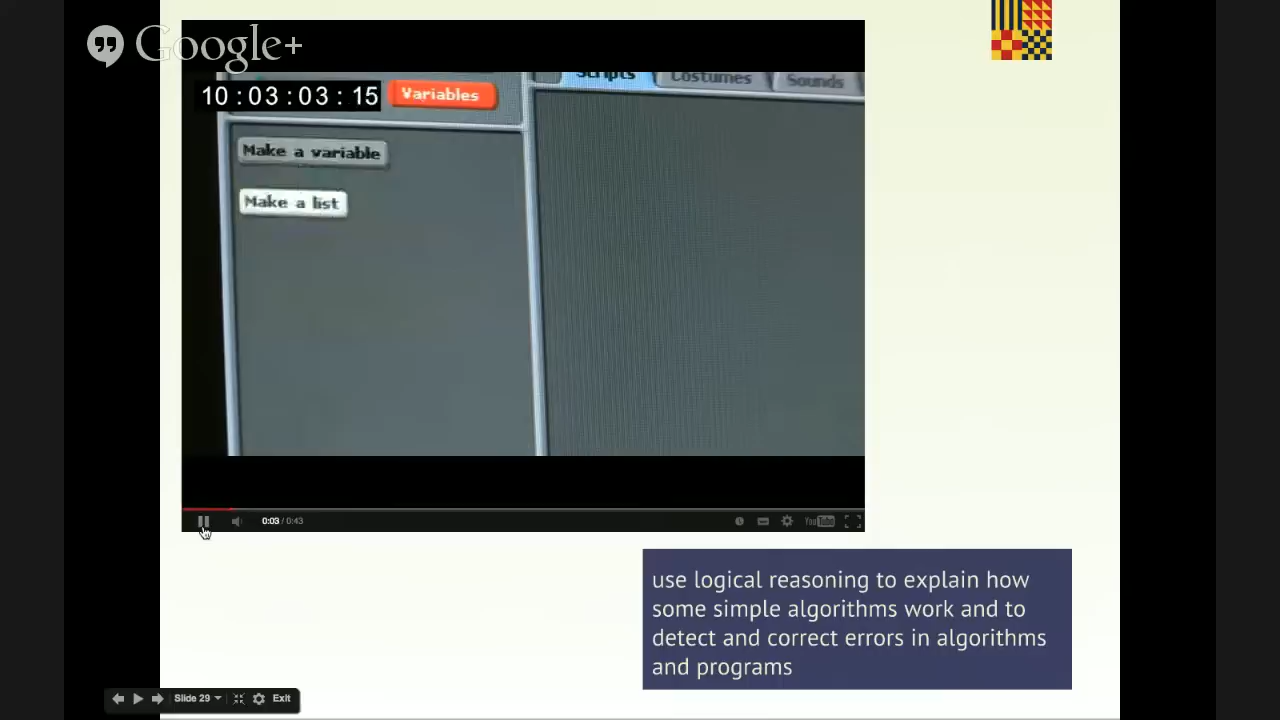 Google+
10:03:03:15
Variables
Scripts
Costumes
Sounds
Make a variable
Make a list
0:03 / 0:43
YouTube
use logical reasoning to explain how
some simple algorithms work and to
detect and correct errors in algorithms
and programs
Slide 29
Exit